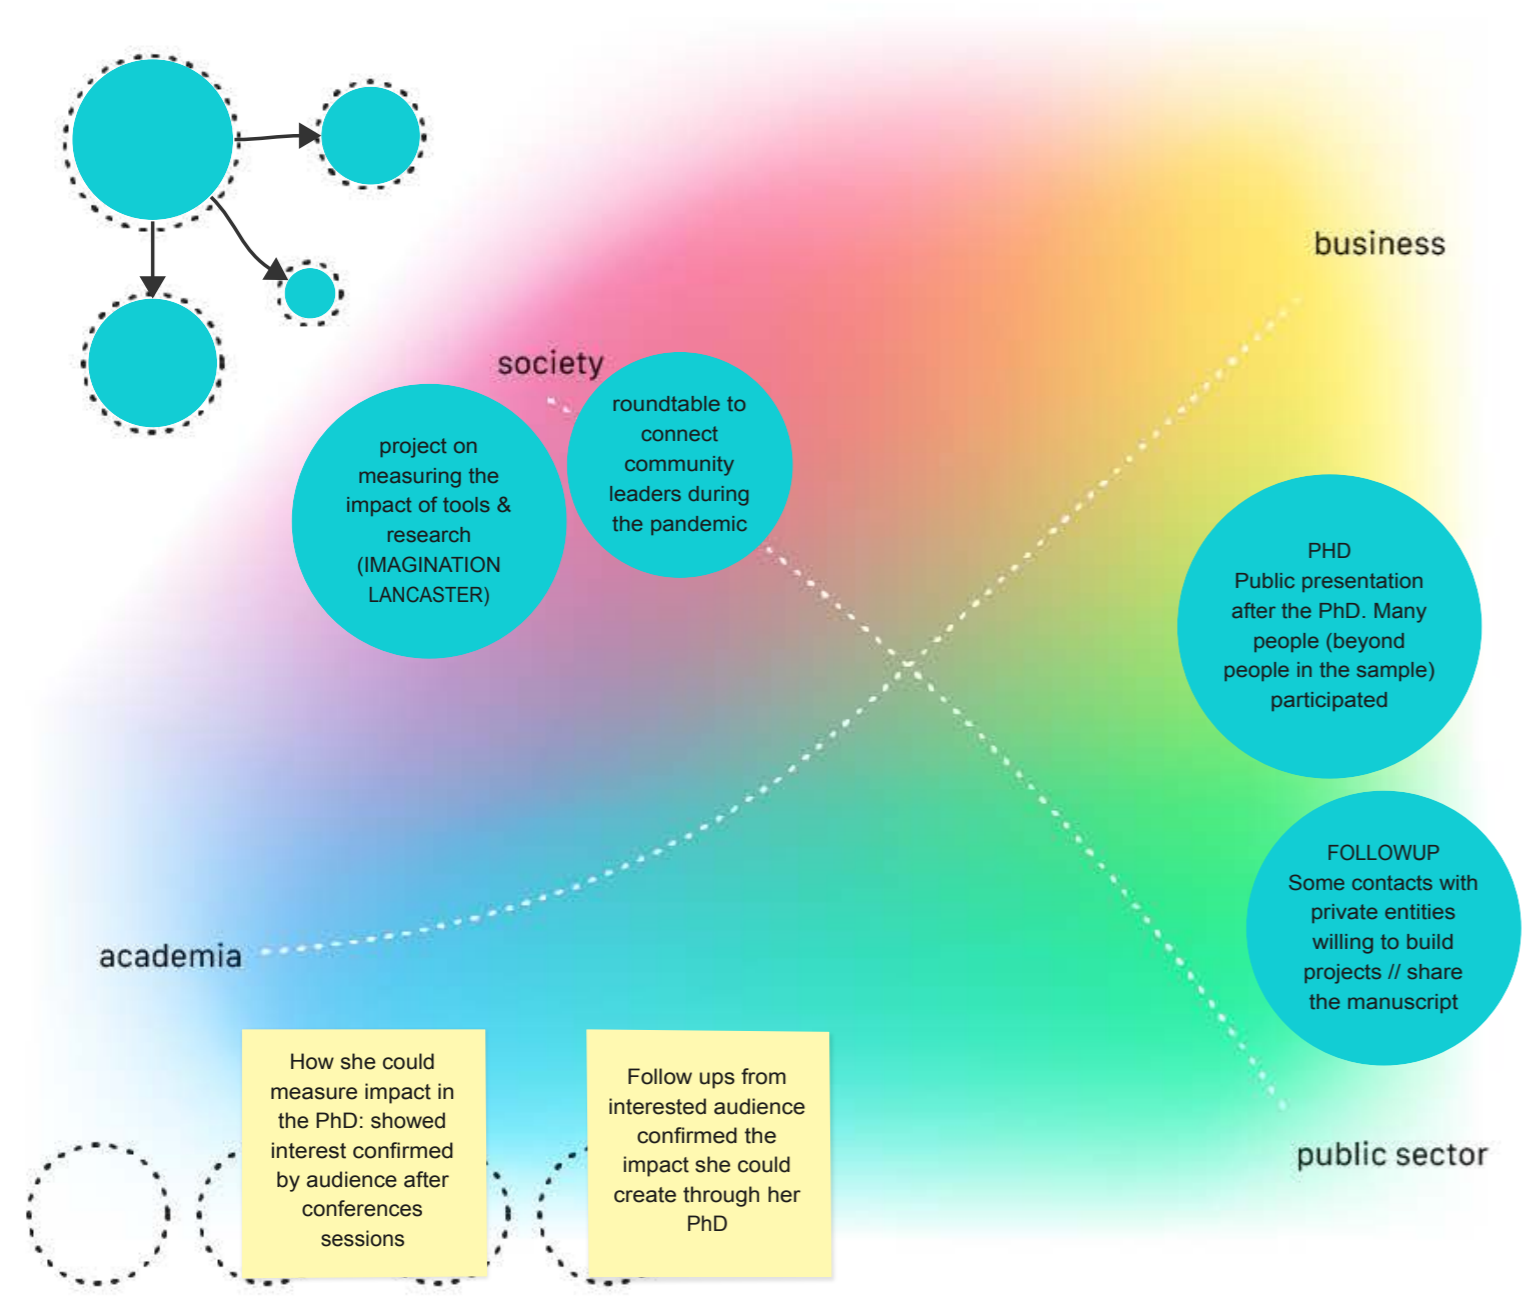 business
society
roundtable to
connect
community
leaders during
the pandemic
project on
measuring the
impact of tools &
research
(IMAGINATION
LANCASTER)
PHD
Public presentation
after the PhD. Many
people (beyond
people in the sample)
participated
FOLLOWUP
Some contacts with
private entities
willing to build
projects // share
the manuscript
academia
How she could
measure impact in
the PhD: showed
interest confirmed
by audience after
conferences
sessions
Follow ups from
interested audience
confirmed the
impact she could
create through her
PhD
public sector